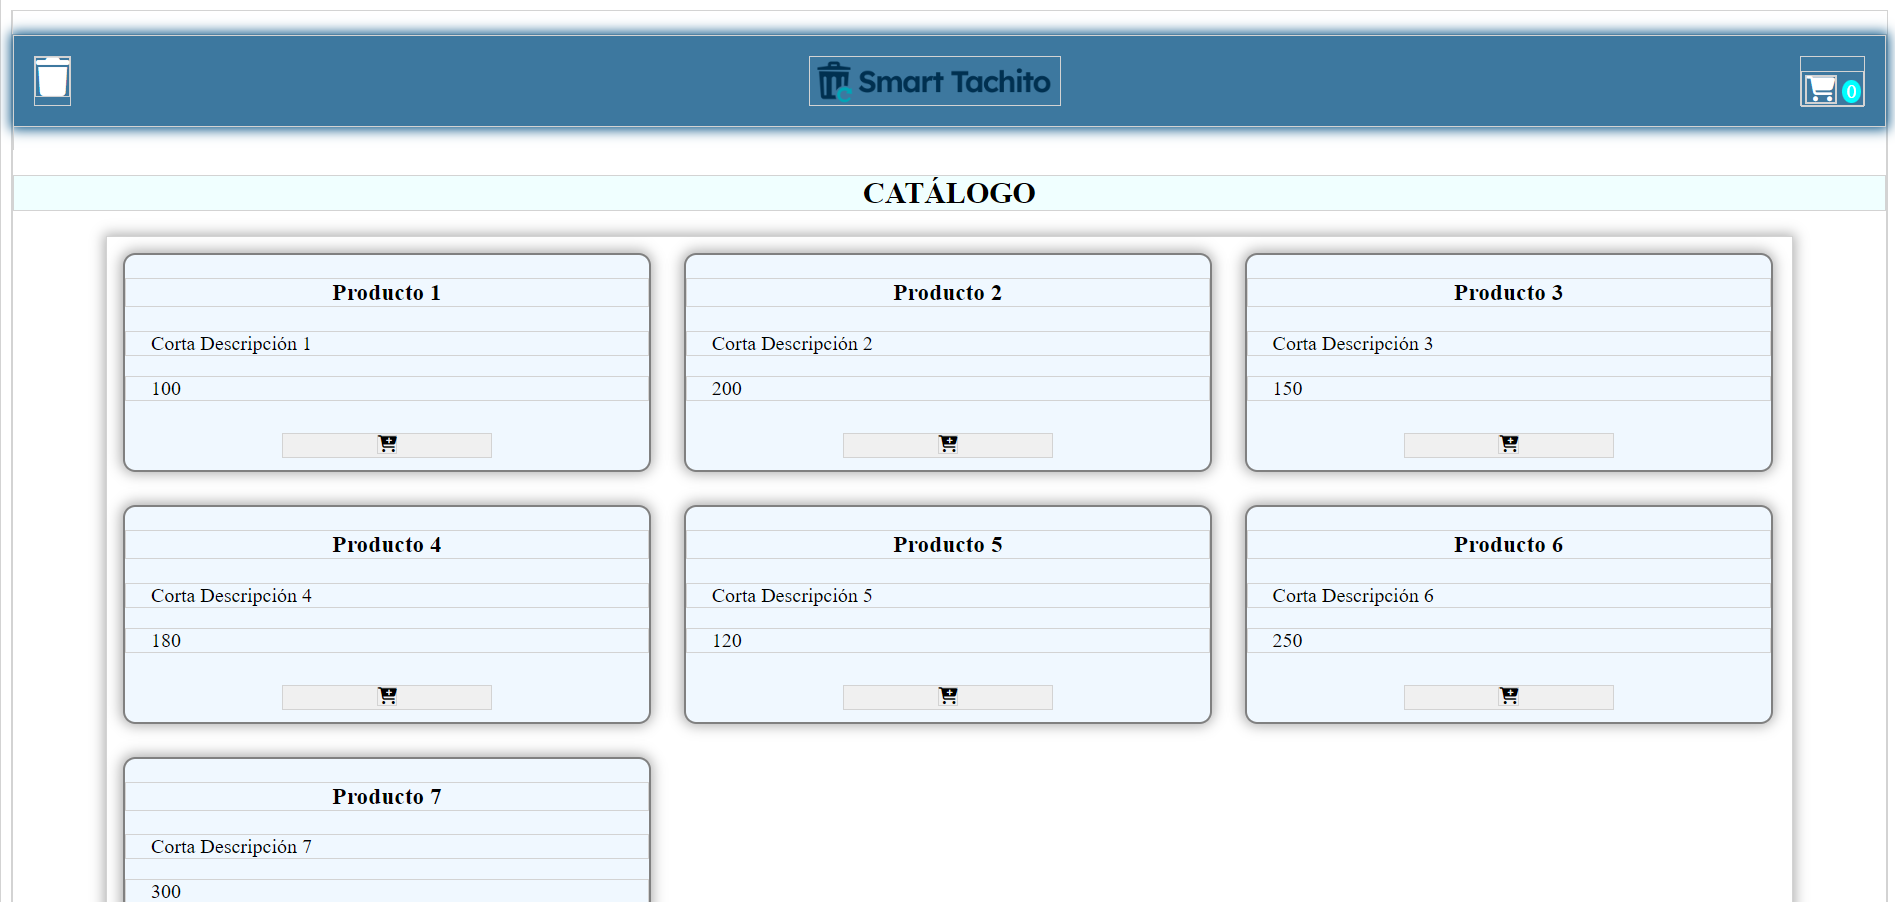 Smart Tachito
0
CATÁLOGO
Producto 1
Corta Descripción 1
100
Producto 2
Corta Descripción 2
200
Producto 3
Corta Descripción 3
150
Producto 4
Corta Descripción 4
180
Producto 5
Corta Descripción 5
120
Producto 6
Corta Descripción 6
250
Producto 7
Corta Descripción 7
300